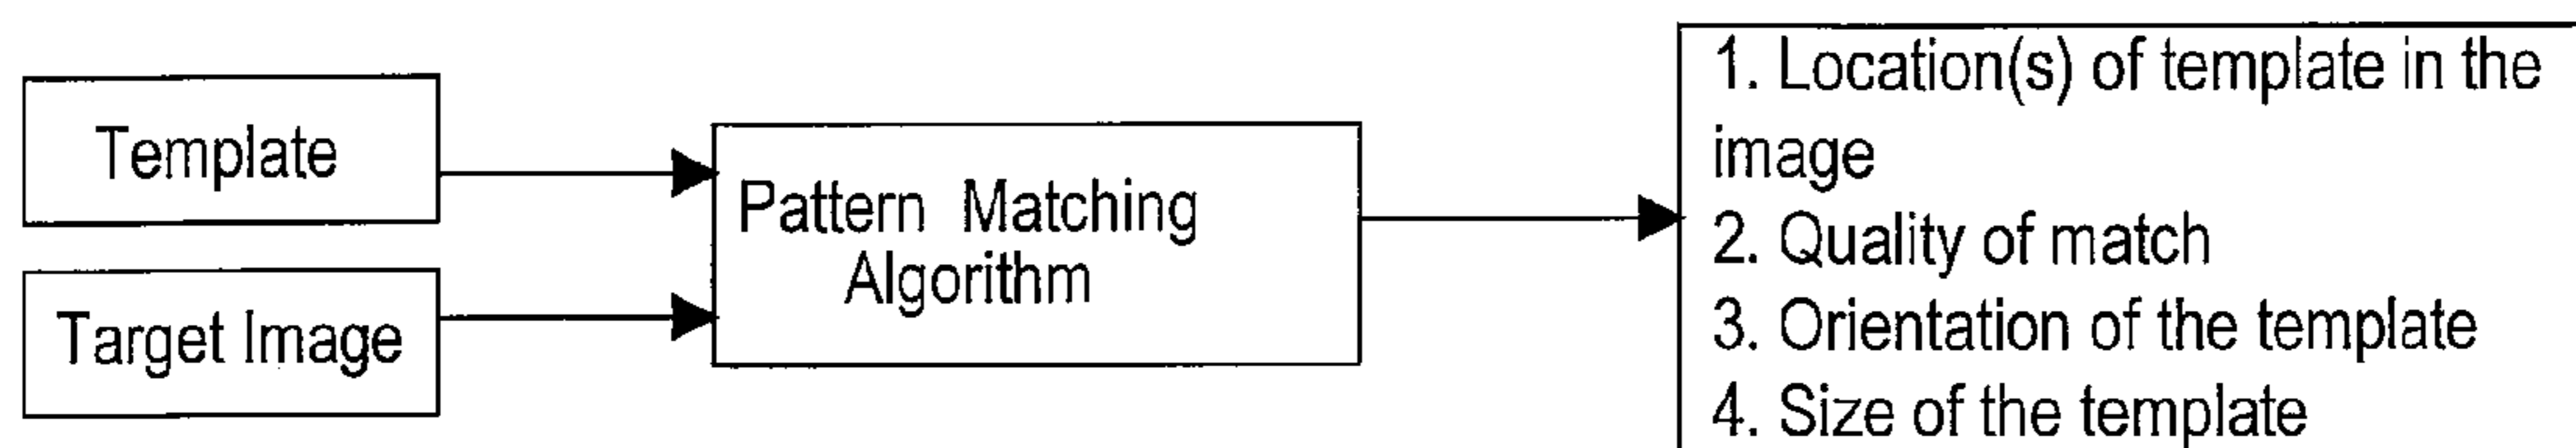 Template
Target Image
Pattern Matching
Algorithm
1. Location(s) of template in the
image
2. Quality of match
3. Orientation of the template
4. Size of the template